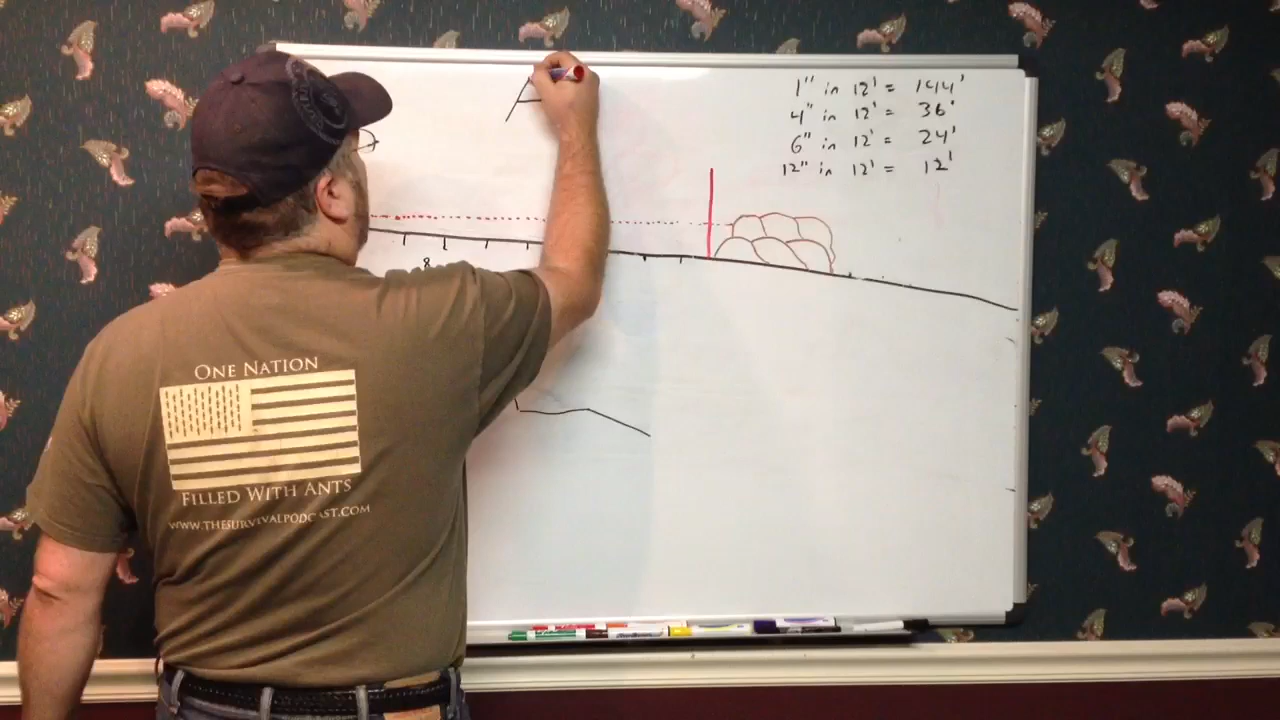 1" in 12' = 144'
4" in 12' = 36'
6" in 12' = 24'
12" in 12' = 12'
8
ONE NATION
FILLED WITH ANTS
WWW.THESURVIVALPODCAST.COM